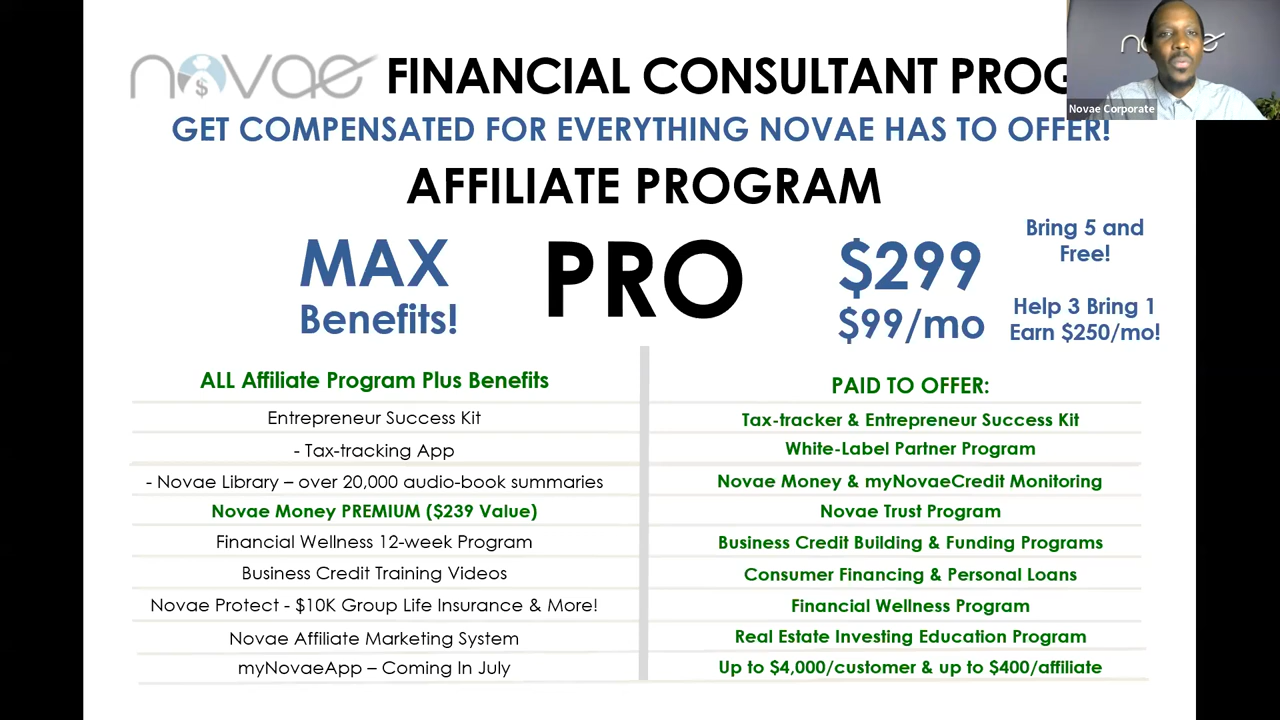 novae FINANCIAL CONSULTANT PROG
GET COMPENSATED FOR EVERYTHING NOVAE HAS TO OFFER!
AFFILIATE PROGRAM
MAX
Benefits!
PRO
$299
$99/mo
Bring 5 and
Free!
Help 3 Bring 1
Earn $250/mo!
ALL Affiliate Program Plus Benefits
Entrepreneur Success Kit
- Tax-tracking App
- Novae Library – over 20,000 audio-book summaries
Novae Money PREMIUM ($239 Value)
Financial Wellness 12-week Program
Business Credit Training Videos
Novae Protect - $10K Group Life Insurance & More!
Novae Affiliate Marketing System
myNovaeApp – Coming In July
PAID TO OFFER:
Tax-tracker & Entrepreneur Success Kit
White-Label Partner Program
Novae Money & myNovaeCredit Monitoring
Novae Trust Program
Business Credit Building & Funding Programs
Consumer Financing & Personal Loans
Financial Wellness Program
Real Estate Investing Education Program
Up to $4,000/customer & up to $400/affiliate
Novae Corporate